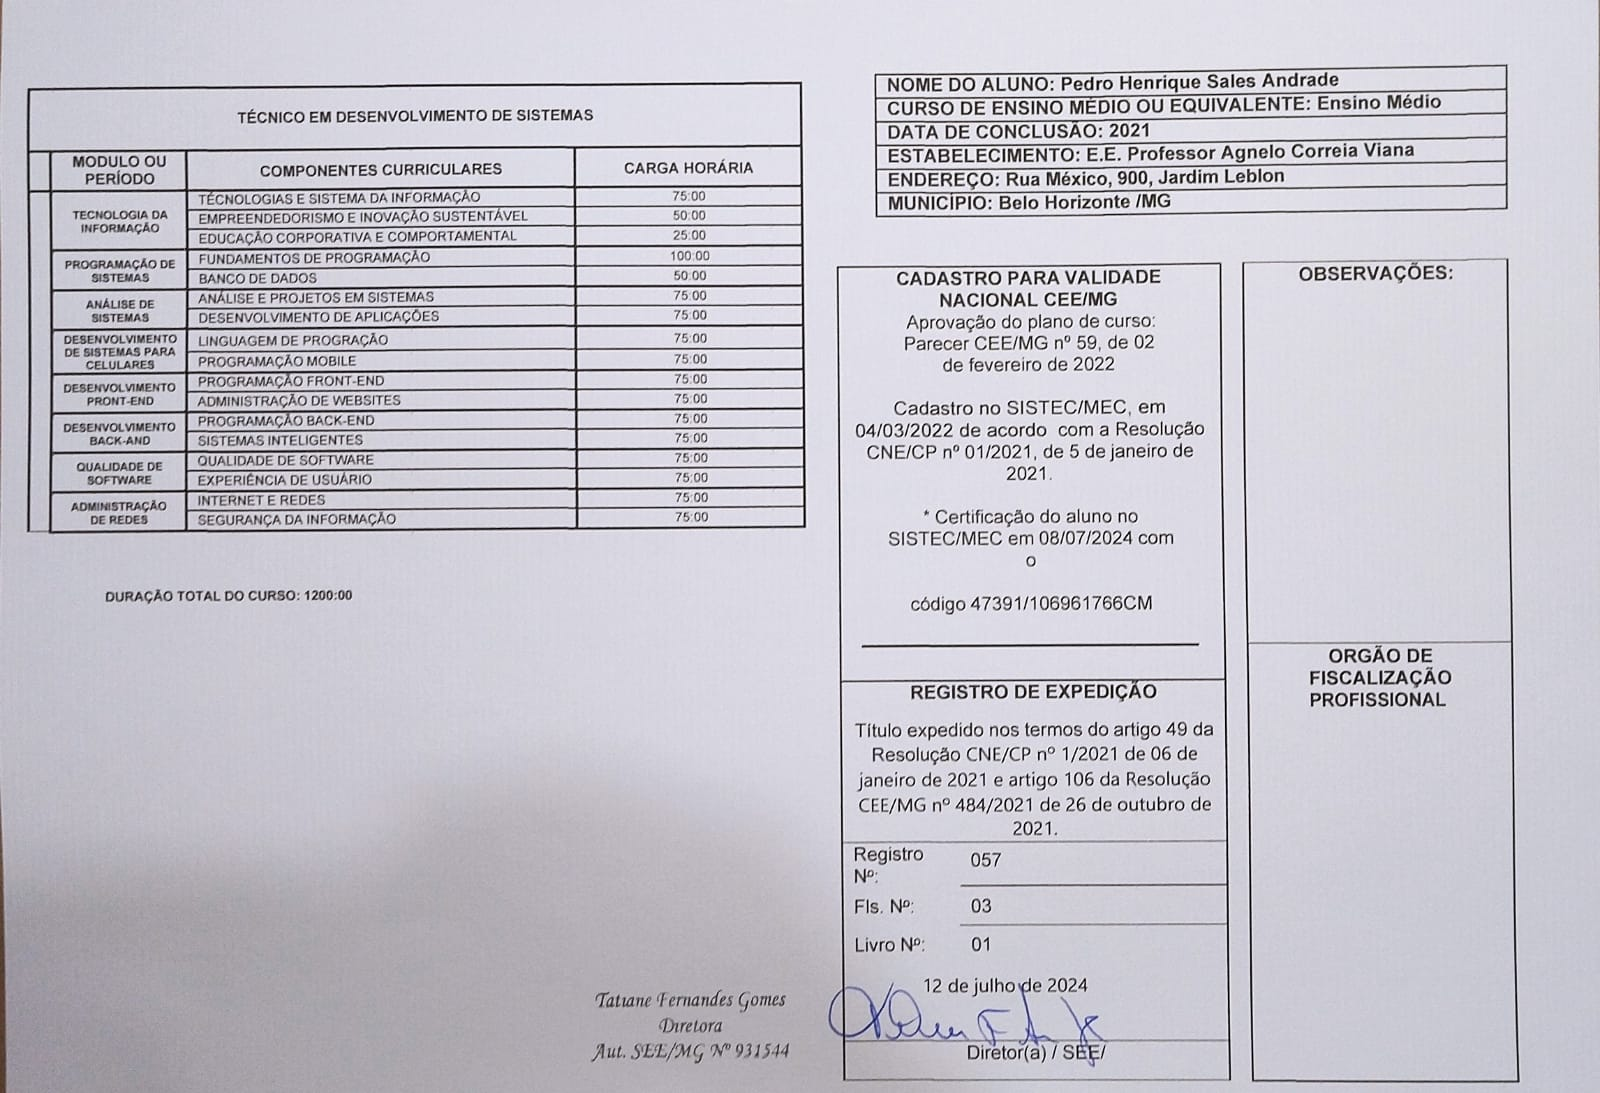 TÉCNICO EM DESENVOLVIMENTO DE SISTEMAS
MODULO OU PERÍODO COMPONENTES CURRICULARES CARGA HORÁRIA
TECNOLOGIA DA INFORMAÇÃO
TÉCNOLOGIAS E SISTEMA DA INFORMAÇÃO 75:00
EMPREENDEDORISMO E INOVAÇÃO SUSTENTÁVEL 50:00
EDUCAÇÃO CORPORATIVA E COMPORTAMENTAL 25:00
PROGRAMAÇÃO DE SISTEMAS
FUNDAMENTOS DE PROGRAMAÇÃO 100:00
BANCO DE DADOS 50:00
ANÁLISE DE SISTEMAS
ANÁLISE E PROJETOS EM SISTEMAS 75:00
DESENVOLVIMENTO DE APLICAÇÕES 75:00
DESENVOLVIMENTO DE SISTEMAS PARA CELULARES
LINGUAGEM DE PROGRAÇÃO 75:00
PROGRAMAÇÃO MOBILE 75:00
DESENVOLVIMENTO PRONT-END
PROGRAMAÇÃO FRONT-END 75:00
ADMINISTRAÇÃO DE WEBSITES 75:00
DESENVOLVIMENTO BACK-AND
PROGRAMAÇÃO BACK-END 75:00
SISTEMAS INTELIGENTES 75:00
QUALIDADE DE SOFTWARE
QUALIDADE DE SOFTWARE 75:00
EXPERIÊNCIA DE USUÁRIO 75:00
ADMINISTRAÇÃO DE REDES
INTERNET E REDES 75:00
SEGURANÇA DA INFORMAÇÃO 75:00
DURAÇÃO TOTAL DO CURSO: 1200:00
NOME DO ALUNO: Pedro Henrique Sales Andrade
CURSO DE ENSINO MÉDIO OU EQUIVALENTE: Ensino Médio
DATA DE CONCLUSÃO: 2021
ESTABELECIMENTO: E.E. Professor Agnelo Correia Viana
ENDEREÇO: Rua México, 900, Jardim Leblon
MUNICÍPIO: Belo Horizonte /MG
CADASTRO PARA VALIDADE
NACIONAL CEE/MG
Aprovação do plano de curso:
Parecer CEE/MG nº 59, de 02
de fevereiro de 2022
Cadastro no SISTEC/MEC, em
04/03/2022 de acordo com a Resolução
CNE/CP nº 01/2021, de 5 de janeiro de
2021.
* Certificação do aluno no
SISTEC/MEC em 08/07/2024 com
o
código 47391/106961766CM
REGISTRO DE EXPEDIÇÃO
Título expedido nos termos do artigo 49 da
Resolução CNE/CP nº 1/2021 de 06 de
janeiro de 2021 e artigo 106 da Resolução
CEE/MG nº 484/2021 de 26 de outubro de
2021.
Registro Nº: 057
Fls. Nº: 03
Livro Nº: 01
12 de julho de 2024
Diretor(a) / SEE/
OBSERVAÇÕES:
ORGÃO DE
FISCALIZAÇÃO
PROFISSIONAL
Tatiane Fernandes Gomes
Diretora
Aut. SEE/MG Nº 931544